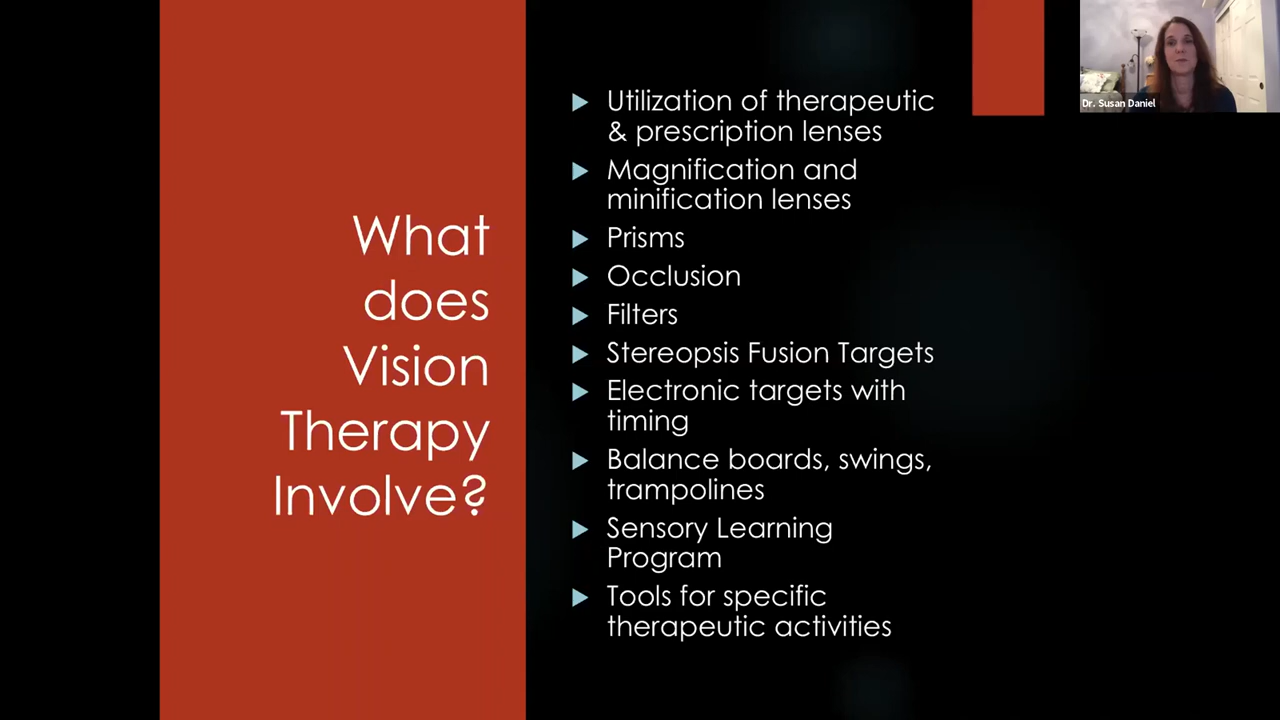 What
does
Vision
Therapy
Involve?
Utilization of therapeutic
& prescription lenses
Magnification and
minification lenses
Prisms
Occlusion
Filters
Stereopsis Fusion Targets
Electronic targets with
timing
Balance boards, swings,
trampolines
Sensory Learning
Program
Tools for specific
therapeutic activities
Dr. Susan Daniel